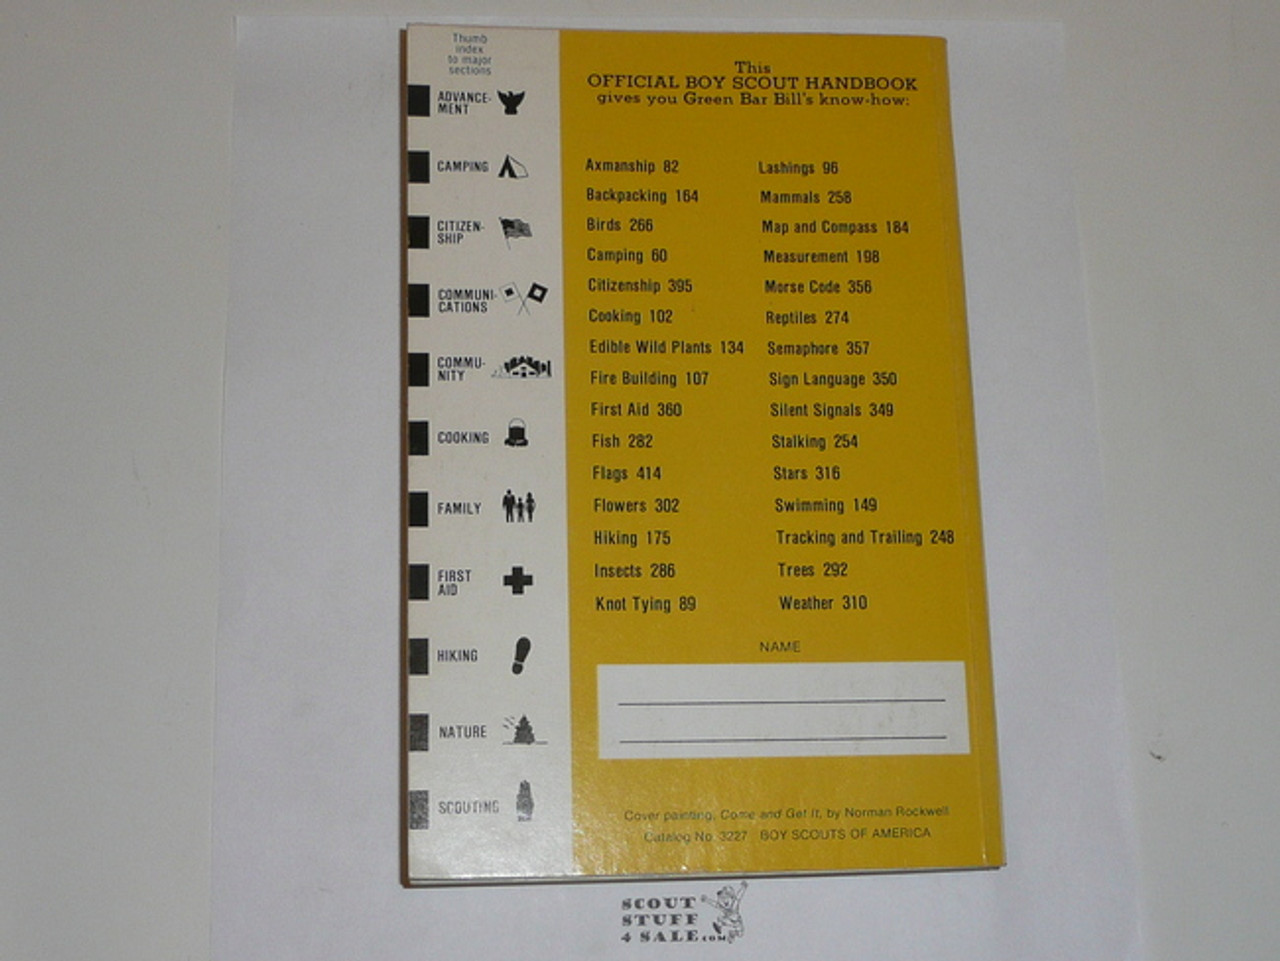 Thumb
index
to major
sections
ADVANCE-
MENT
CAMPING
CITIZEN-
SHIP
COMMUNI-
CATIONS
COMMU-
NITY
COOKING
FAMILY
FIRST
AID
HIKING
NATURE
SCOUTING
This
OFFICIAL BOY SCOUT HANDBOOK
gives you Green Bar Bill's know-how:
Axmanship 82
Backpacking 164
Birds 266
Camping 60
Citizenship 395
Cooking 102
Edible Wild Plants 134
Fire Building 107
First Aid 360
Fish 282
Flags 414
Flowers 302
Hiking 175
Insects 286
Knot Tying 89
Lashings 96
Mammals 258
Map and Compass 184
Measurement 198
Morse Code 356
Reptiles 274
Semaphore 357
Sign Language 350
Silent Signals 349
Stalking 254
Stars 316
Swimming 149
Tracking and Trailing 248
Trees 292
Weather 310
NAME
Cover painting, Come and Get It, by Norman Rockwell
Catalog No. 3227 BOY SCOUTS OF AMERICA
SCOUT
STUFF
4 SALE.COM